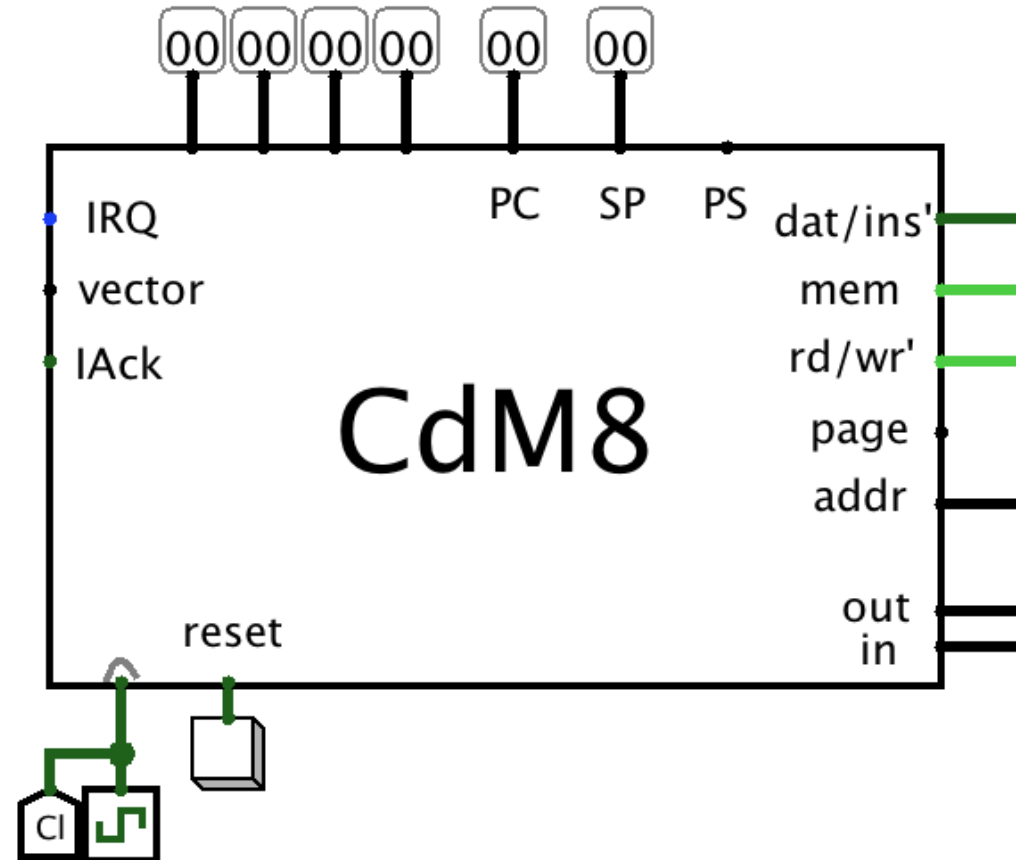 00 00 00 00 00 00
PC SP PS
IRQ dat/ins'
vector mem
IAck rd/wr'
CdM8
page
addr
out
reset in
Cl